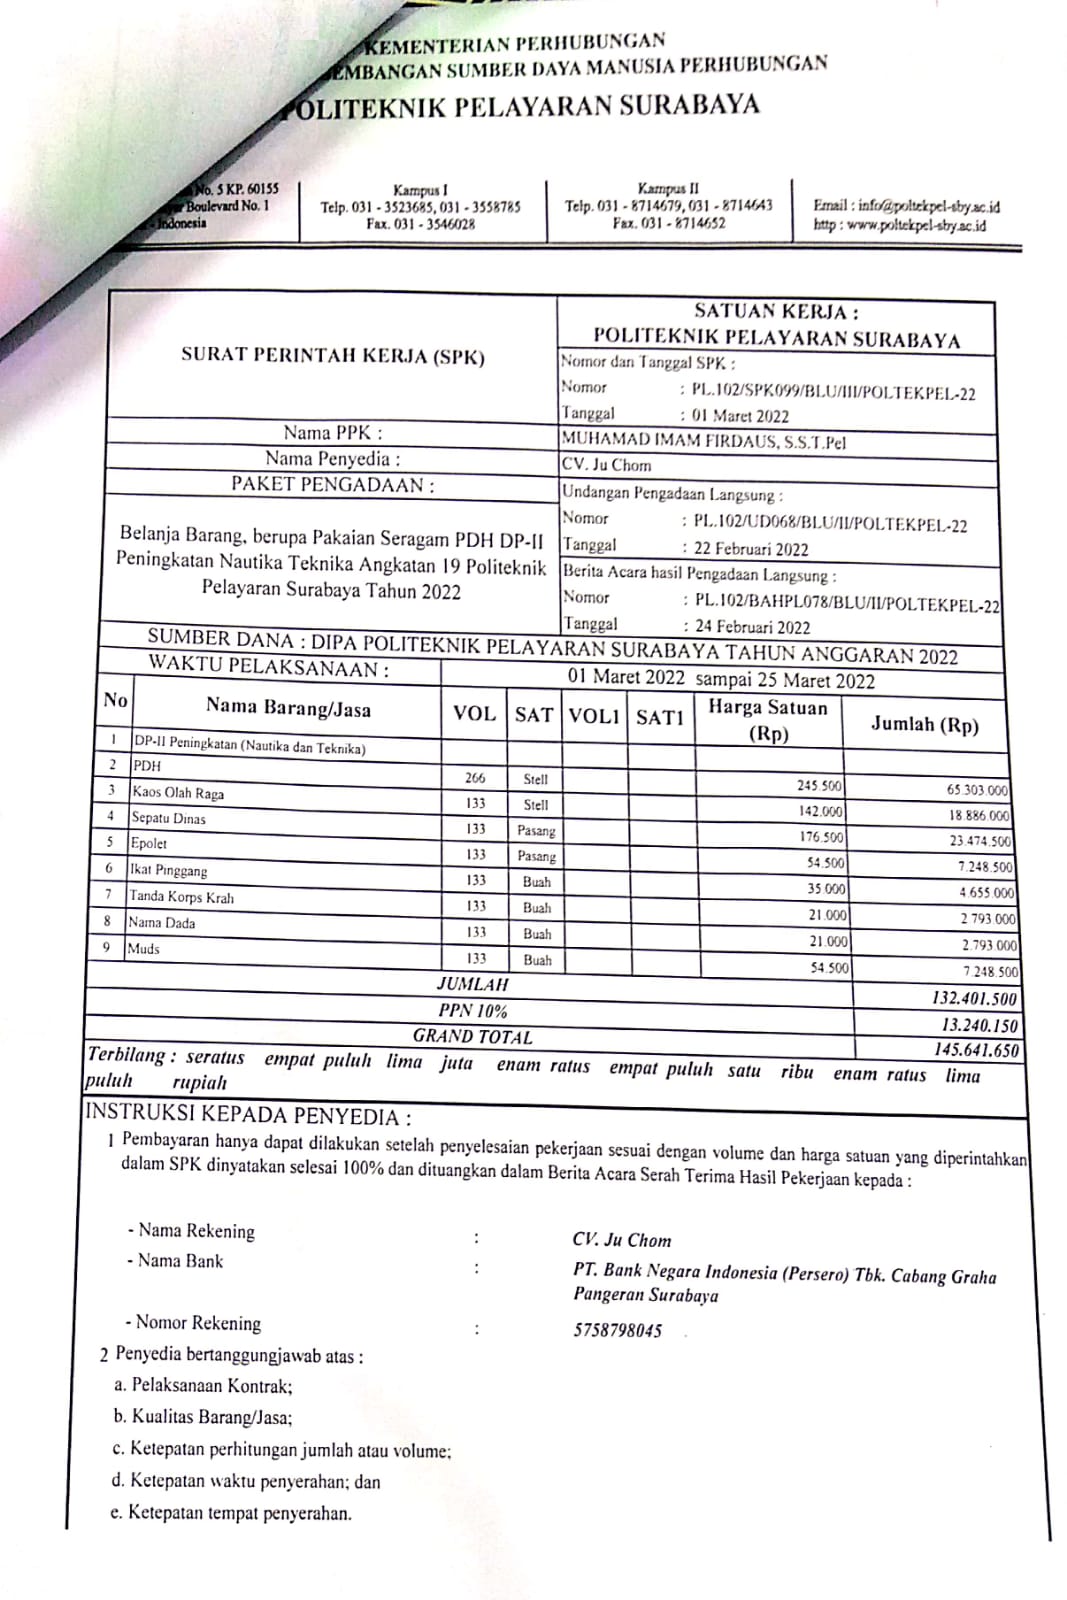 KEMENTERIAN PERHUBUNGAN
SUMBER DAYA MANUSIA PERHUBUNGAN
POLITEKNIK PELAYARAN SURABAYA
No. 5 KP. 60155
Boulevard No. 1
- Indonesia
Kampus I
Telp. 031 - 3523685, 031 - 3558785
Fax. 031 - 3546028
Kampus II
Telp. 031 - 8714679, 031 - 8714643
Fax. 031 - 8714652
Email : info@poltekpel-sby.ac.id
http : www.poltekpel-sby.ac.id
SURAT PERINTAH KERJA (SPK)
SATUAN KERJA :
POLITEKNIK PELAYARAN SURABAYA
Nomor dan Tanggal SPK :
Nomor : PL.102/SPK099/BLU/III/POLTEKPEL-22
Tanggal : 01 Maret 2022
Nama PPK : MUHAMAD IMAM FIRDAUS, S.S.T.Pel
Nama Penyedia : CV. Ju Chom
PAKET PENGADAAN :
Belanja Barang, berupa Pakaian Seragam PDH DP-II
Peningkatan Nautika Teknika Angkatan 19 Politeknik
Pelayaran Surabaya Tahun 2022
Undangan Pengadaan Langsung :
Nomor : PL.102/UD068/BLU/II/POLTEKPEL-22
Tanggal : 22 Februari 2022
Berita Acara hasil Pengadaan Langsung :
Nomor : PL.102/BAHPL078/BLU/II/POLTEKPEL-22
Tanggal : 24 Februari 2022
SUMBER DANA : DIPA POLITEKNIK PELAYARAN SURABAYA TAHUN ANGGARAN 2022
WAKTU PELAKSANAAN : 01 Maret 2022 sampai 25 Maret 2022
No Nama Barang/Jasa VOL SAT VOL1 SAT1 Harga Satuan (Rp) Jumlah (Rp)
1 DP-II Peningkatan (Nautika dan Teknika)
2 PDH 266 Stell 245.500 65.303.000
3 Kaos Olah Raga 133 Stell 142.000 18.886.000
4 Sepatu Dinas 133 Pasang 176.500 23.474.500
5 Epolet 133 Pasang 54.500 7.248.500
6 Ikat Pinggang 133 Buah 35.000 4.655.000
7 Tanda Korps Krah 133 Buah 21.000 2.793.000
8 Nama Dada 133 Buah 21.000 2.793.000
9 Muds 133 Buah 54.500 7.248.500
JUMLAH 132.401.500
PPN 10% 13.240.150
GRAND TOTAL 145.641.650
Terbilang : seratus empat puluh lima juta enam ratus empat puluh satu ribu enam ratus lima
puluh rupiah
INSTRUKSI KEPADA PENYEDIA :
1 Pembayaran hanya dapat dilakukan setelah penyelesaian pekerjaan sesuai dengan volume dan harga satuan yang diperintahkan
dalam SPK dinyatakan selesai 100% dan dituangkan dalam Berita Acara Serah Terima Hasil Pekerjaan kepada :
- Nama Rekening : CV. Ju Chom
- Nama Bank : PT. Bank Negara Indonesia (Persero) Tbk. Cabang Graha
Pangeran Surabaya
- Nomor Rekening : 5758798045
2 Penyedia bertanggungjawab atas :
a. Pelaksanaan Kontrak;
b. Kualitas Barang/Jasa;
c. Ketepatan perhitungan jumlah atau volume;
d. Ketepatan waktu penyerahan; dan
e. Ketepatan tempat penyerahan.